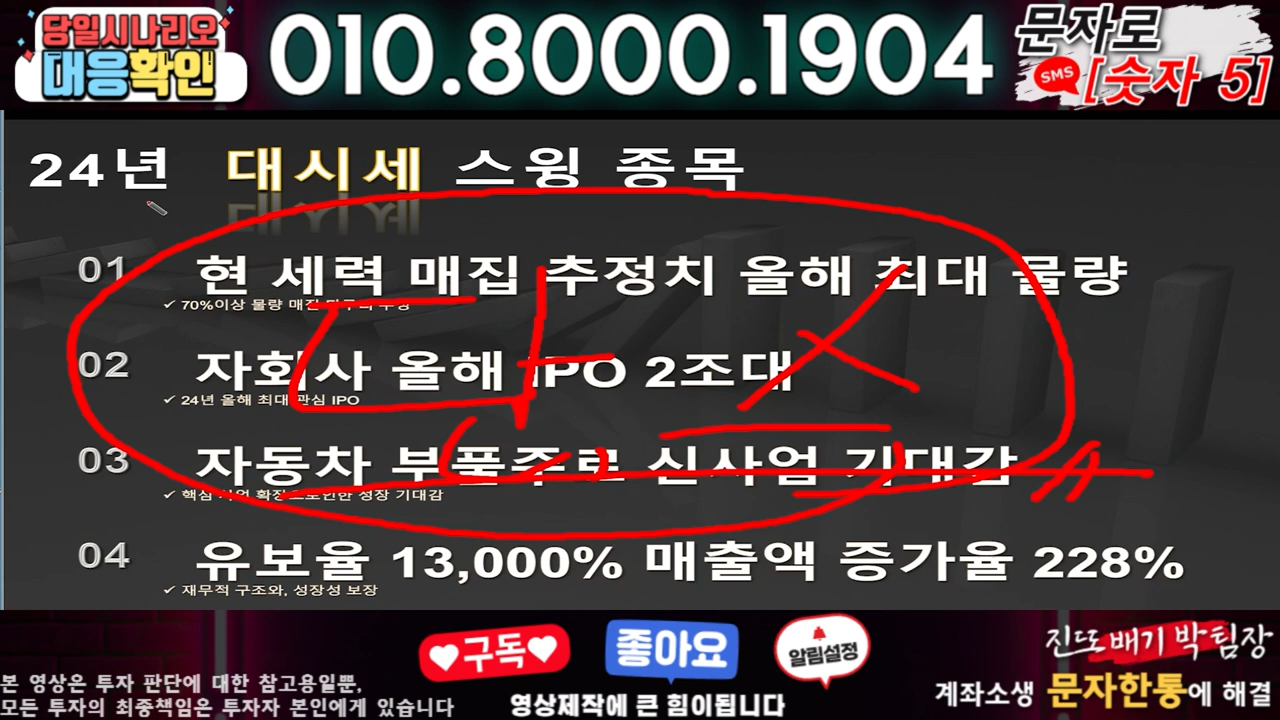 당일시나리오
대응확인
010.8000.1904
문자로
SMS [숫자 5]
24년 대시세 스윙 종목
01 현 세력 매집 추정치 올해 최대 물량
✓ 70%이상 물량 매집
02 자회사 올해 IPO 2조대
✓ 24년 올해 최대 관심 IPO
03 자동차 부품주로 신사업 기대감
✓ 핵심 사업 확장으로인한 성장 기대감
04 유보율 13,000% 매출액 증가율 228%
✓ 재무적 구조와, 성장성 보장
구독
좋아요
알림설정
영상제작에 큰 힘이됩니다
본 영상은 투자 판단에 대한 참고용일뿐,
모든 투자의 최종책임은 투자자 본인에게 있습니다
진또배기 박팀장
계좌소생 문자한통에 해결